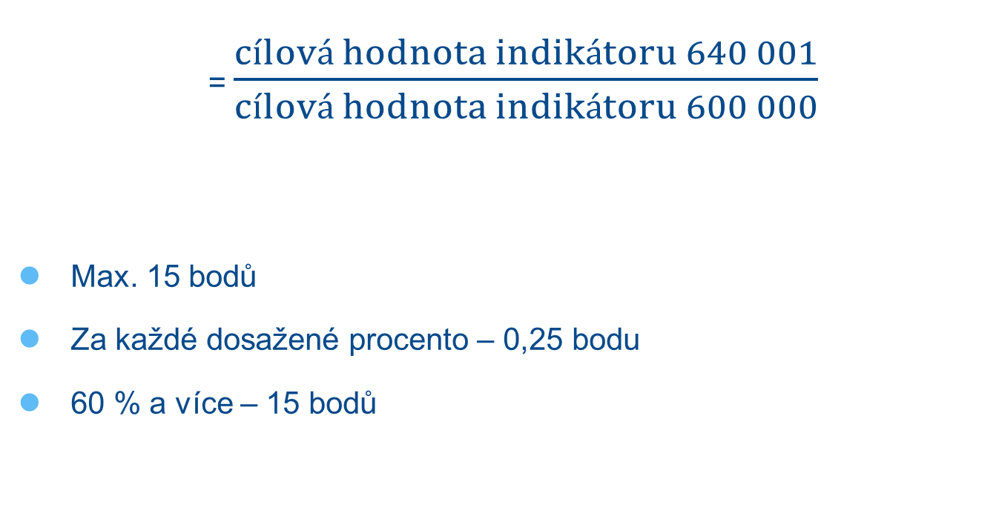 = cílová hodnota indikátoru 640 001
cílová hodnota indikátoru 600 000
Max. 15 bodů
Za každé dosažené procento – 0,25 bodu
60 % a více – 15 bodů